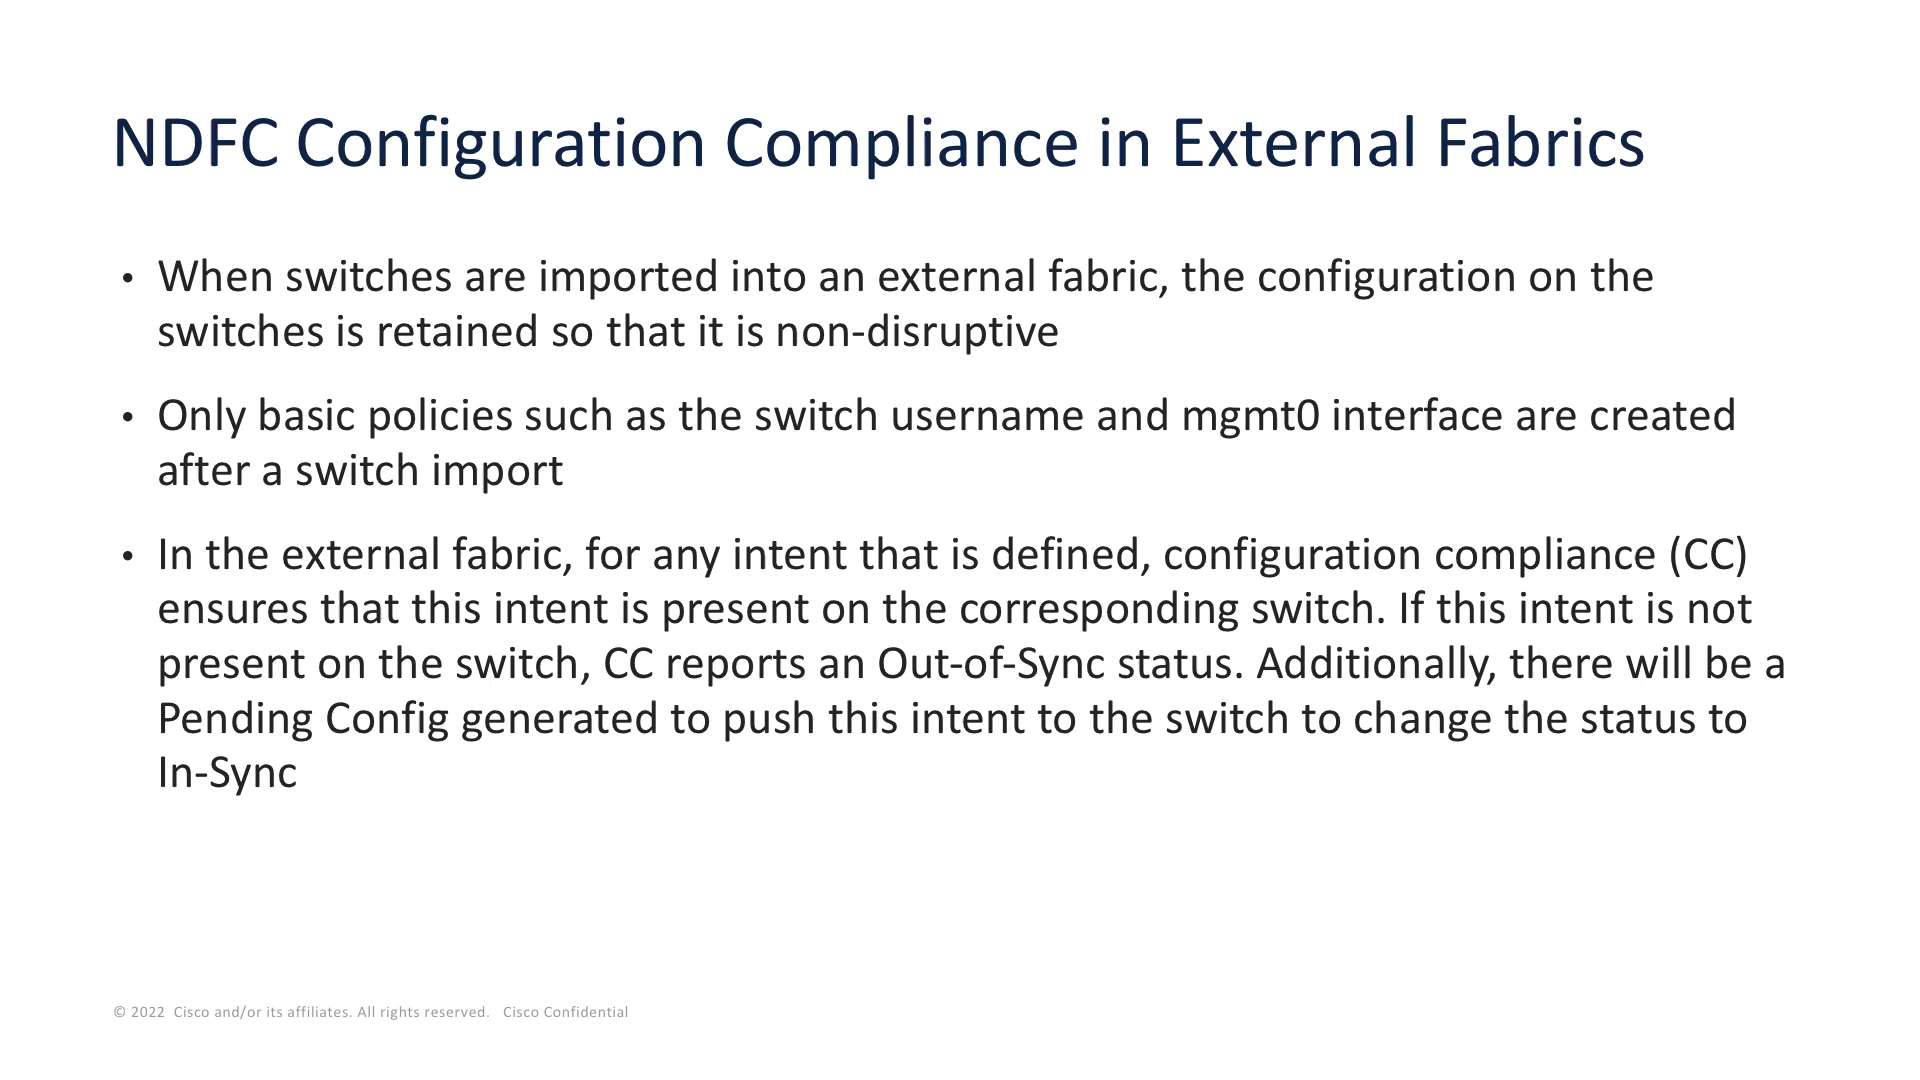 NDFC Configuration Compliance in External Fabrics
• When switches are imported into an external fabric, the configuration on the
switches is retained so that it is non-disruptive
• Only basic policies such as the switch username and mgmt0 interface are created
after a switch import
• In the external fabric, for any intent that is defined, configuration compliance (CC)
ensures that this intent is present on the corresponding switch. If this intent is not
present on the switch, CC reports an Out-of-Sync status. Additionally, there will be a
Pending Config generated to push this intent to the switch to change the status to
In-Sync
© 2022 Cisco and/or its affiliates. All rights reserved. Cisco Confidential